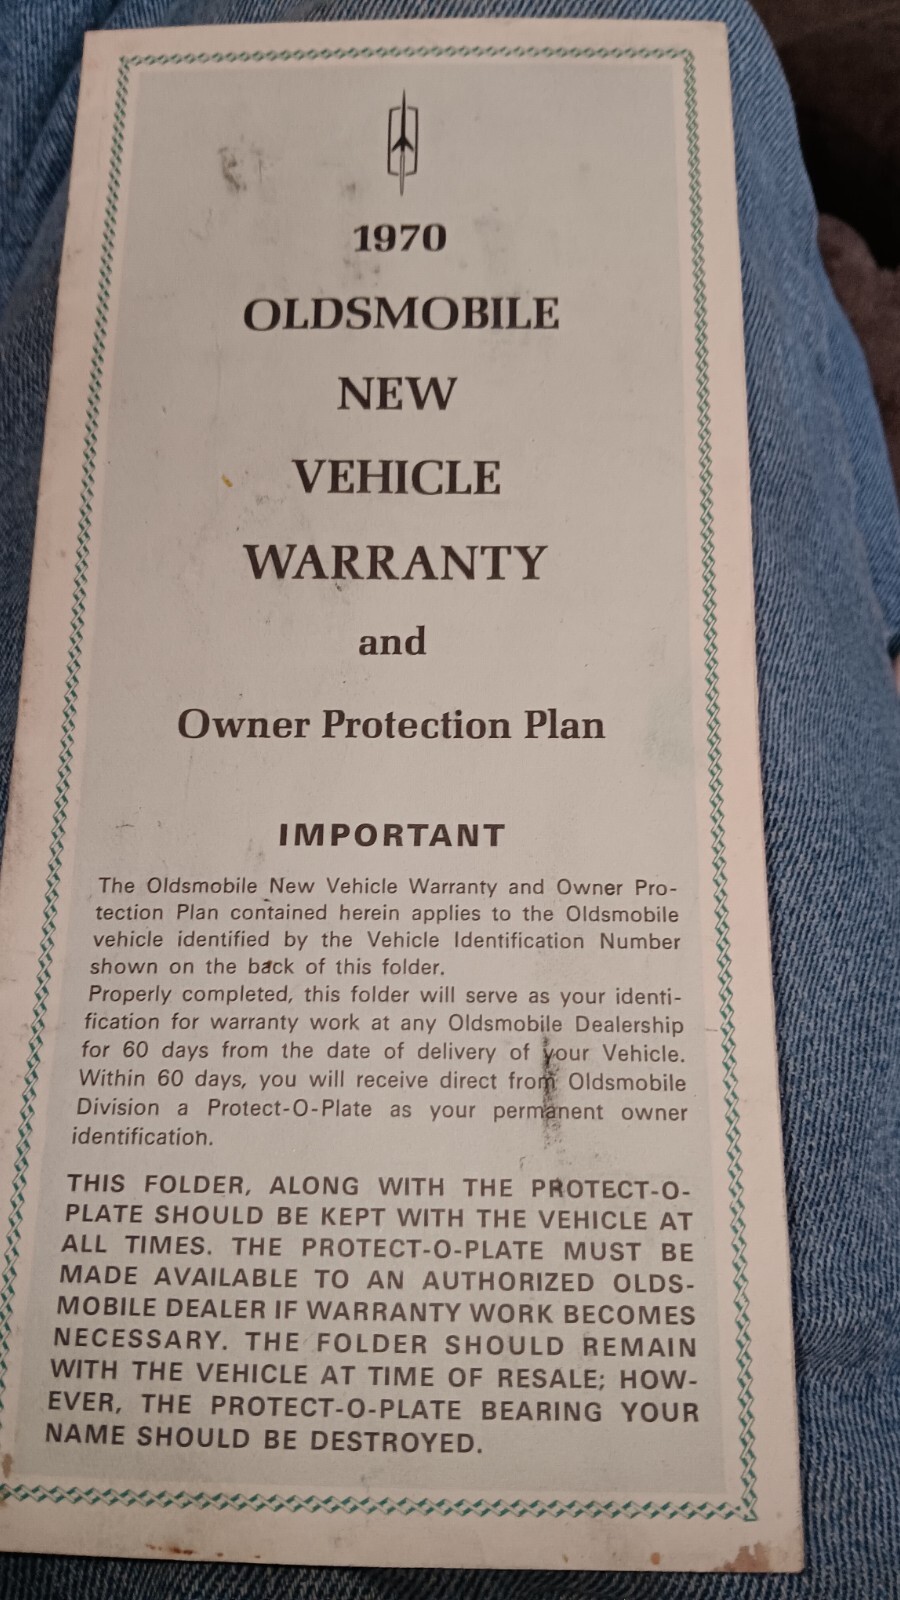 1970
OLDSMOBILE
NEW
VEHICLE
WARRANTY
and
Owner Protection Plan
IMPORTANT
The Oldsmobile New Vehicle Warranty and Owner Pro-
tection Plan contained herein applies to the Oldsmobile
vehicle identified by the Vehicle Identification Number
shown on the back of this folder.
Properly completed, this folder will serve as your identi-
fication for warranty work at any Oldsmobile Dealership
for 60 days from the date of delivery of your Vehicle.
Within 60 days, you will receive direct from Oldsmobile
Division a Protect-O-Plate as your permanent owner
identification.
THIS FOLDER, ALONG WITH THE PROTECT-O-
PLATE SHOULD BE KEPT WITH THE VEHICLE AT
ALL TIMES. THE PROTECT-O-PLATE MUST BE
MADE AVAILABLE TO AN AUTHORIZED OLDS-
MOBILE DEALER IF WARRANTY WORK BECOMES
NECESSARY. THE FOLDER SHOULD REMAIN
WITH THE VEHICLE AT TIME OF RESALE; HOW-
EVER, THE PROTECT-O-PLATE BEARING YOUR
NAME SHOULD BE DESTROYED.